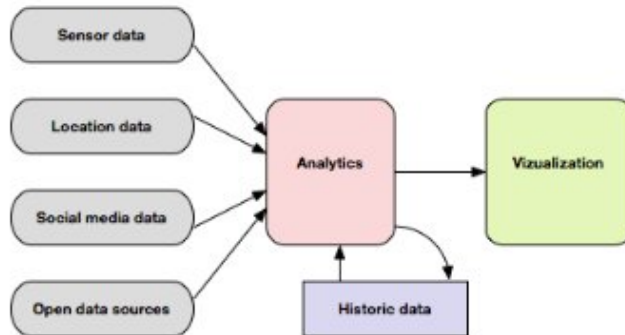 Sensor data
Location data
Analytics
Vizualization
Social media data
Open data sources
Historic data